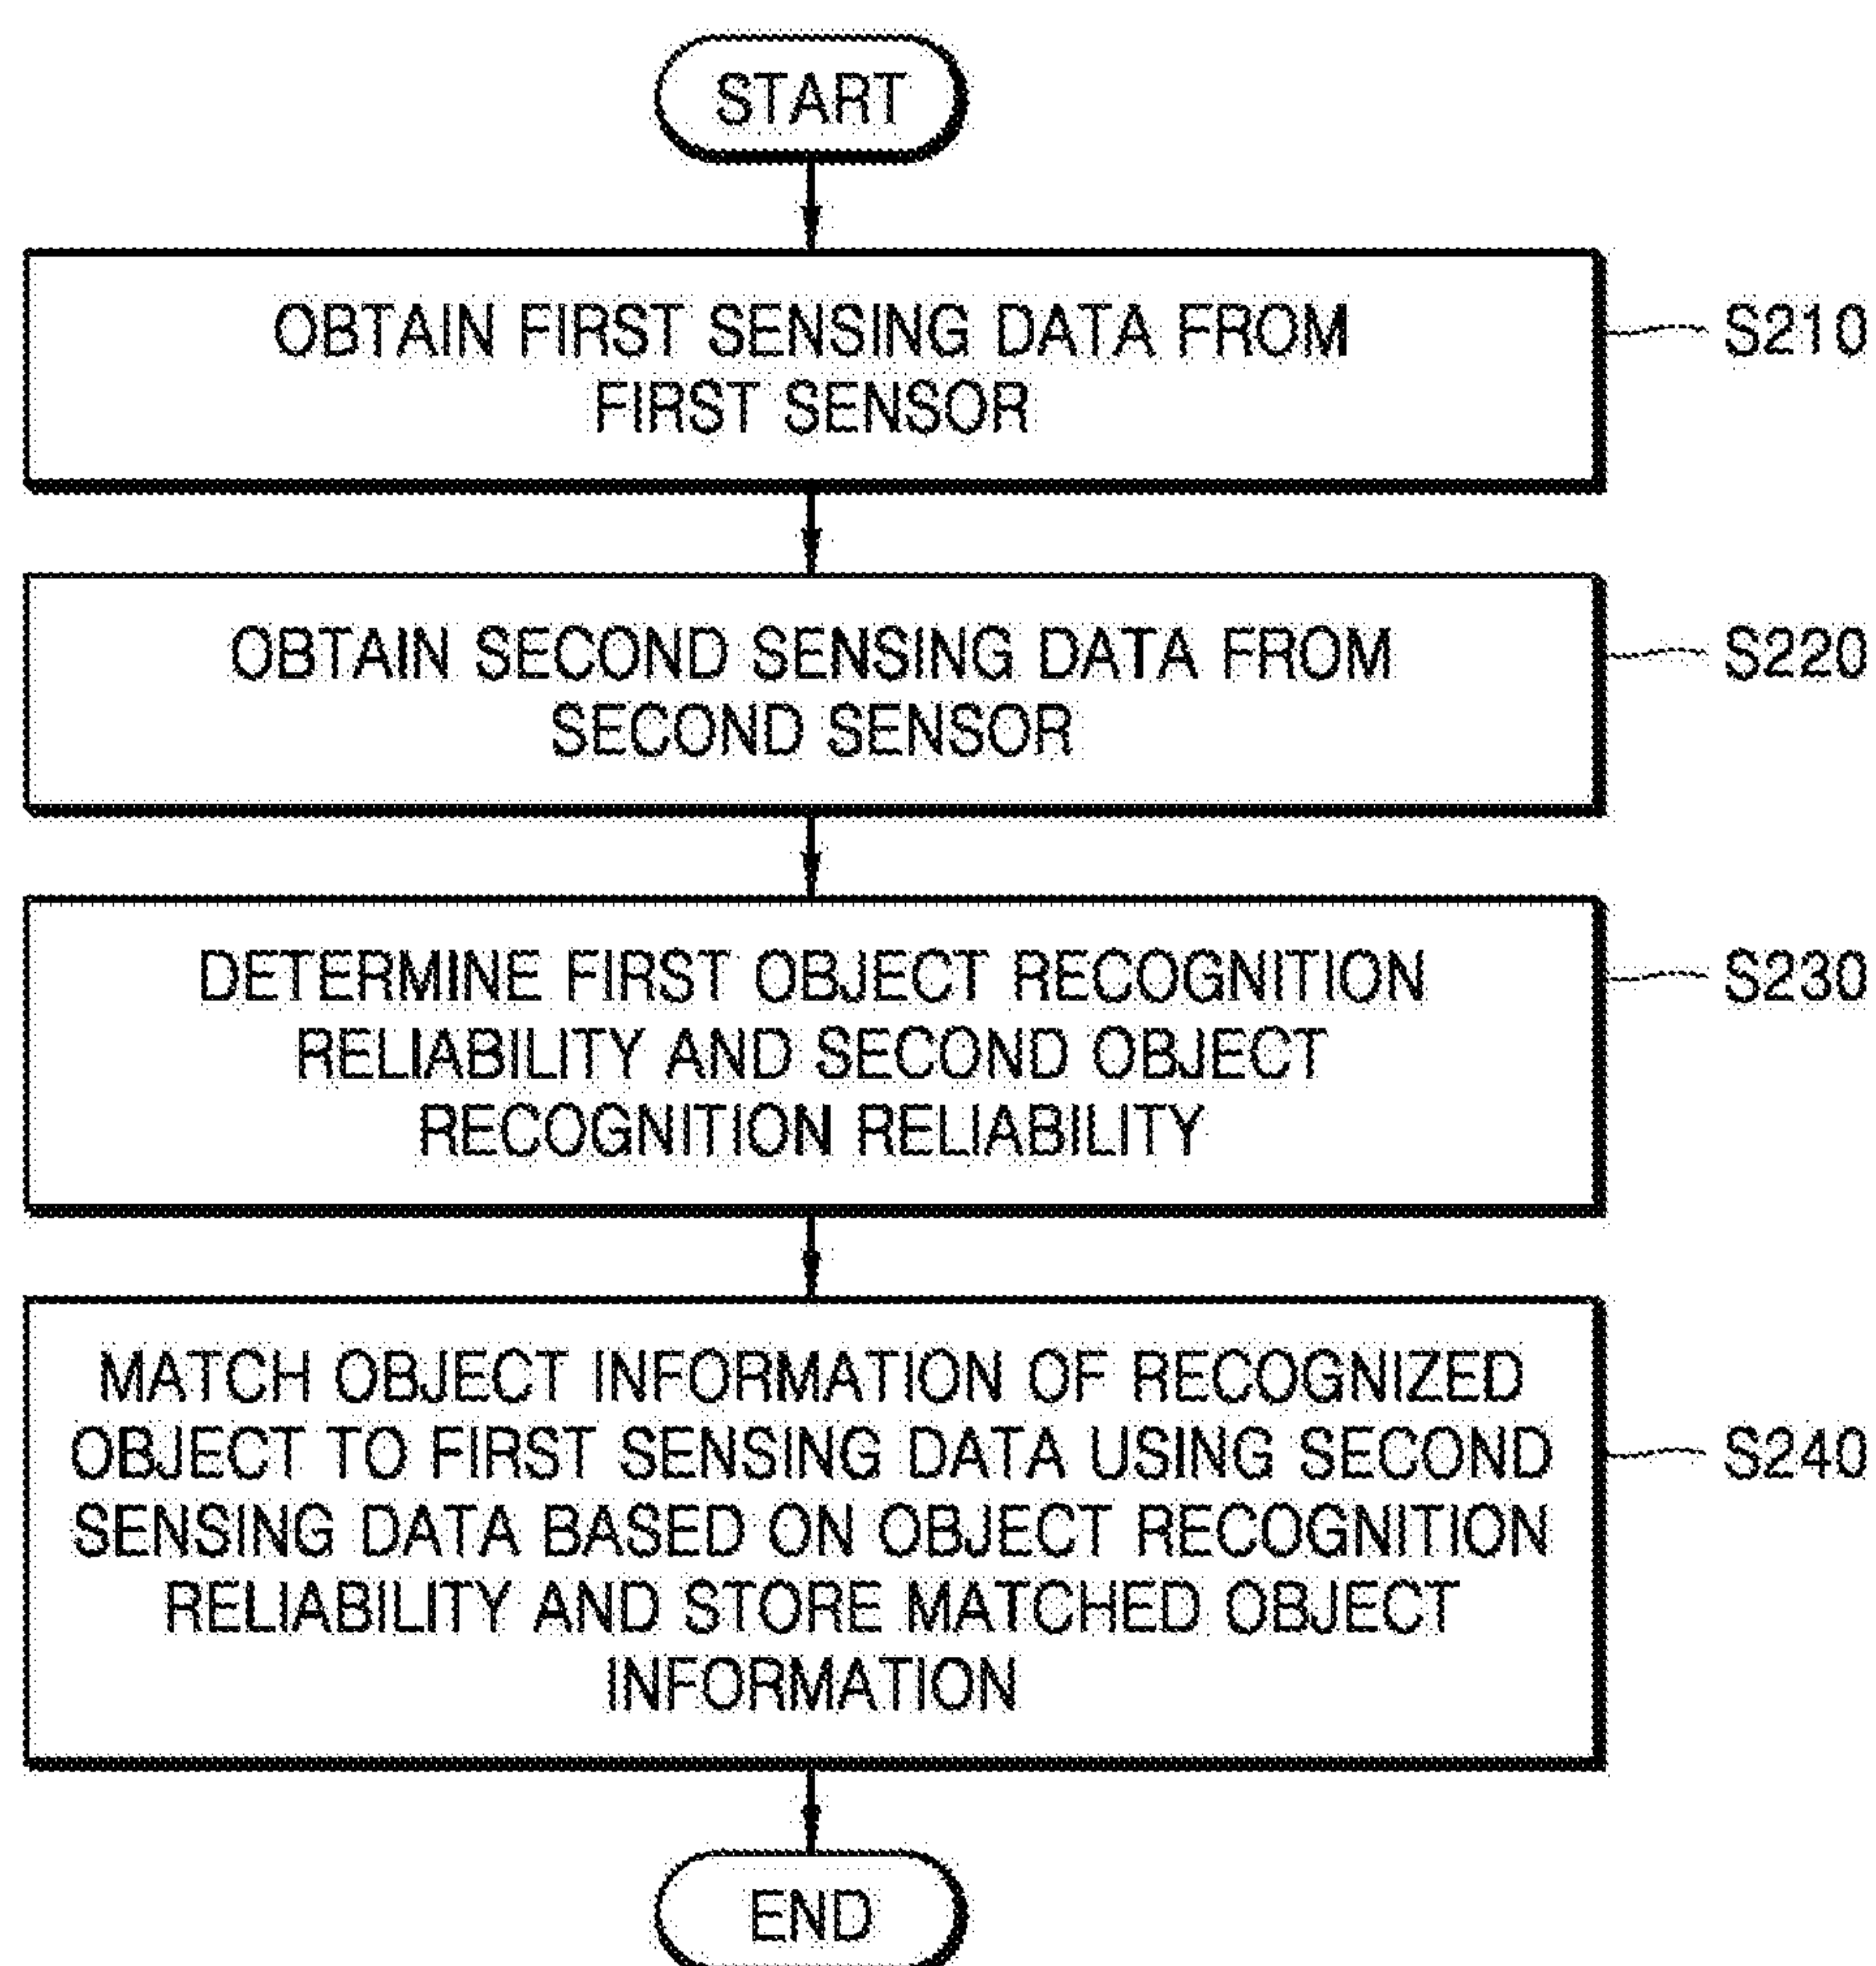 START
OBTAIN FIRST SENSING DATA FROM
FIRST SENSOR
S210
OBTAIN SECOND SENSING DATA FROM
SECOND SENSOR
S220
DETERMINE FIRST OBJECT RECOGNITION
RELIABILITY AND SECOND OBJECT
RECOGNITION RELIABILITY
S230
MATCH OBJECT INFORMATION OF RECOGNIZED
OBJECT TO FIRST SENSING DATA USING SECOND
SENSING DATA BASED ON OBJECT RECOGNITION
RELIABILITY AND STORE MATCHED OBJECT
INFORMATION
S240
END